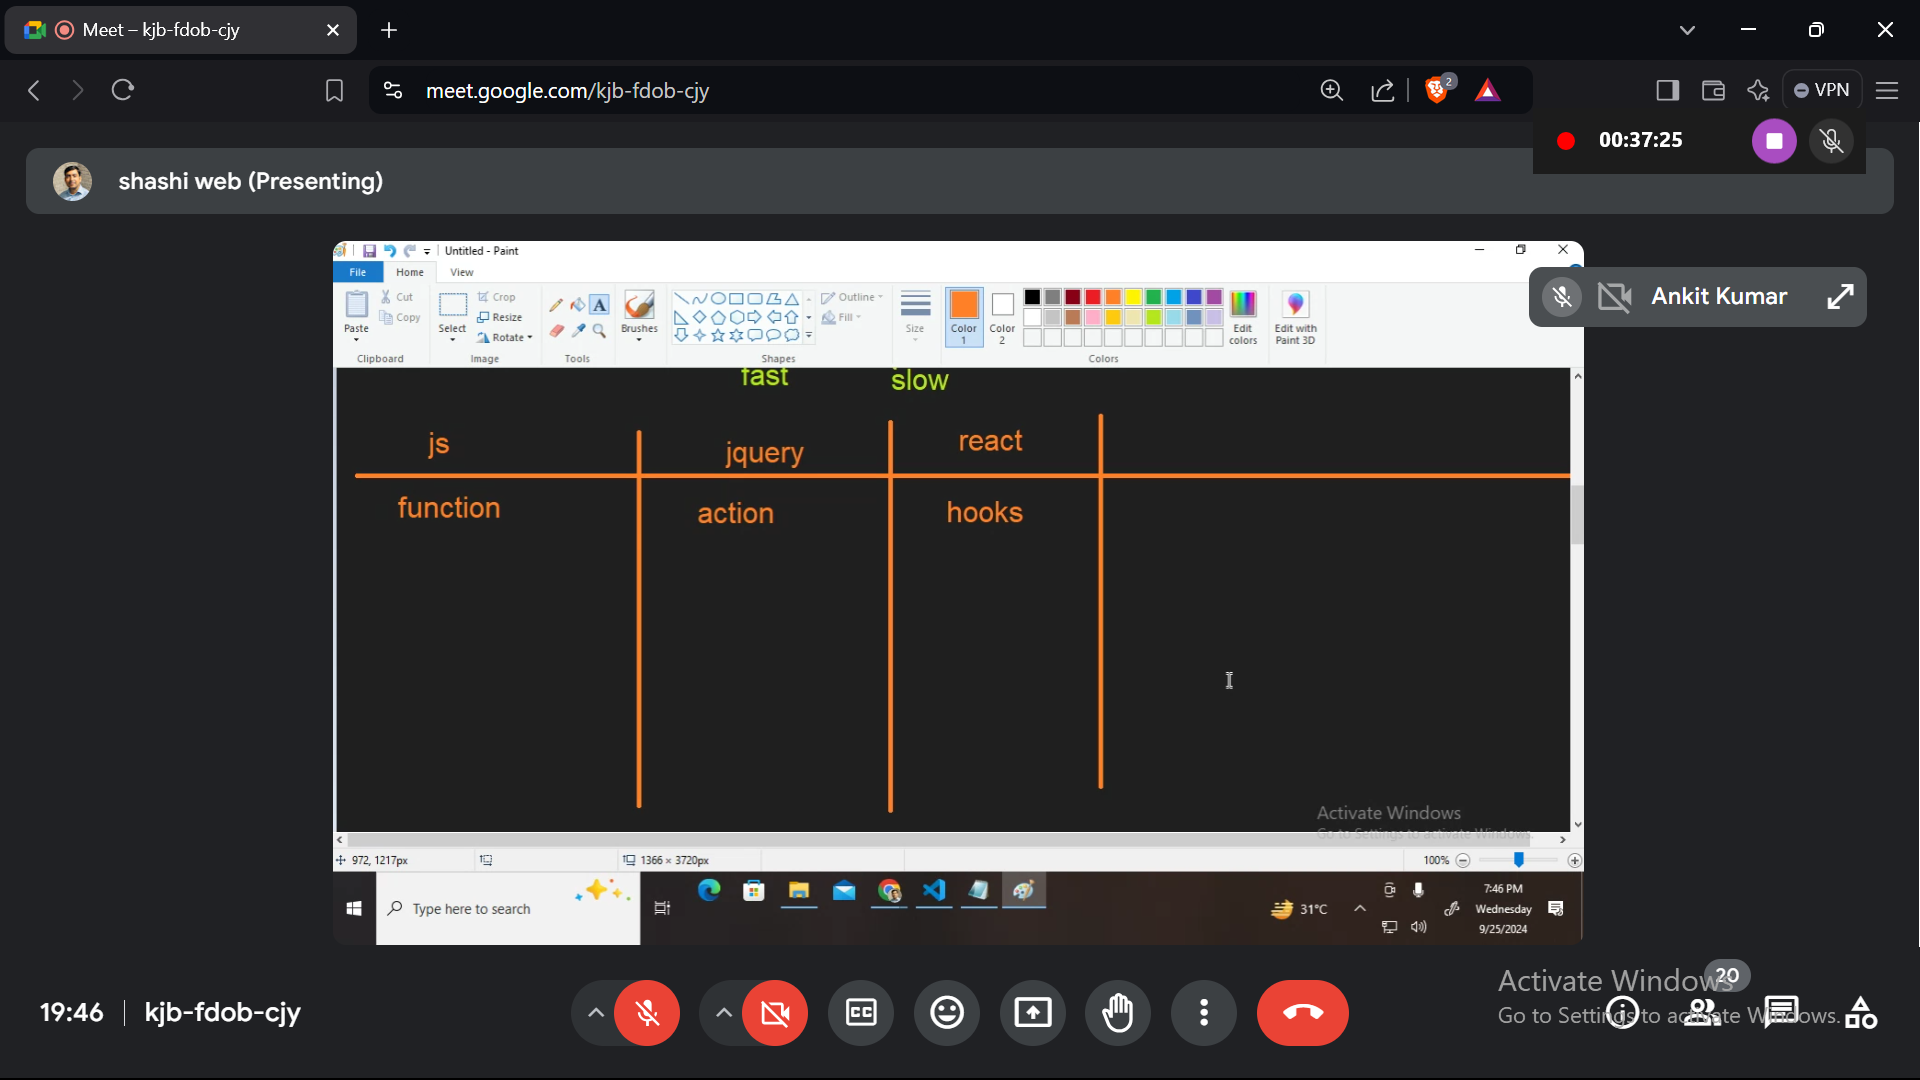 Meet – kjb-fdob-cjy
meet.google.com/kjb-fdob-cjy
2
VPN
00:37:25
shashi web (Presenting)
Untitled - Paint
File Home View
Paste
Cut
Copy
Clipboard
Select
Crop
Resize
Rotate
Image
A
Tools
Brushes
Shapes
Outline
Fill
Size
Color 1
Color 2
Edit colors
Colors
Edit with Paint 3D
Ankit Kumar
fast slow
js jquery react
function action hooks
Activate Windows
Go to Settings to activate Windows.
972, 1217px
1366 × 3720px
100%
Type here to search
31°C
7:46 PM
Wednesday
9/25/2024
19:46 kjb-fdob-cjy
CC
20
Activate Windows
Go to Settings to activate Windows.